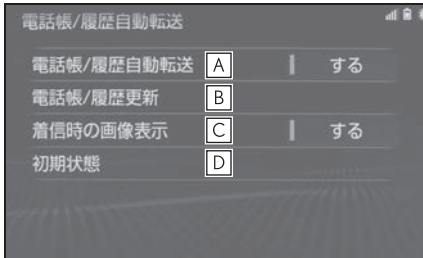 電話帳/履歴自動転送
電話帳/履歴自動転送 A する
電話帳/履歴更新 B
着信時の画像表示 C する
初期状態 D